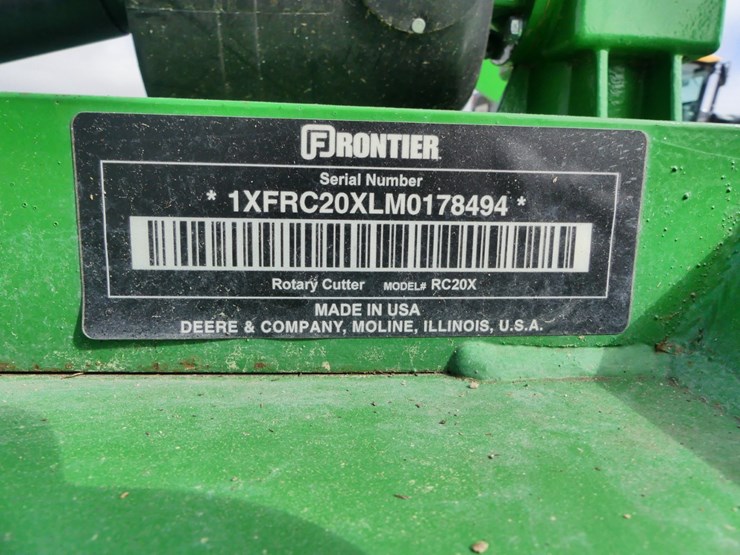 FRONTIER
Serial Number
* 1XFRC20XLM0178494 *
Rotary Cutter MODEL# RC20X
MADE IN USA
DEERE & COMPANY, MOLINE, ILLINOIS, U.S.A.